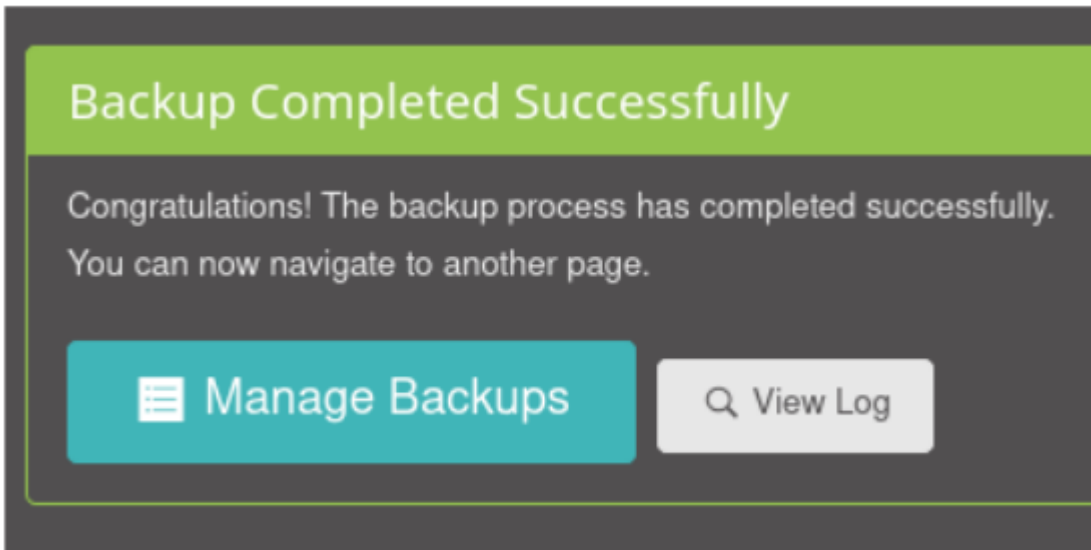 Backup Completed Successfully
Congratulations! The backup process has completed successfully.
You can now navigate to another page.
Manage Backups
View Log